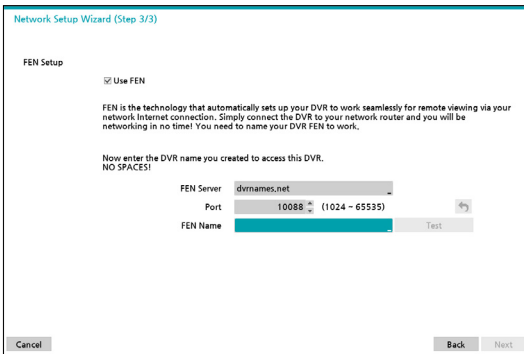 Network Setup Wizard (Step 3/3)
FEN Setup
Use FEN
FEN is the technology that automatically sets up your DVR to work seamlessly for remote viewing via your
network Internet connection. Simply connect the DVR to your network router and you will be
networking in no time! You need to name your DVR FEN to work.
Now enter the DVR name you created to access this DVR.
NO SPACES!
FEN Server dvrnames.net
Port 10088 (1024 ~ 65535)
FEN Name Test
Cancel Back Next